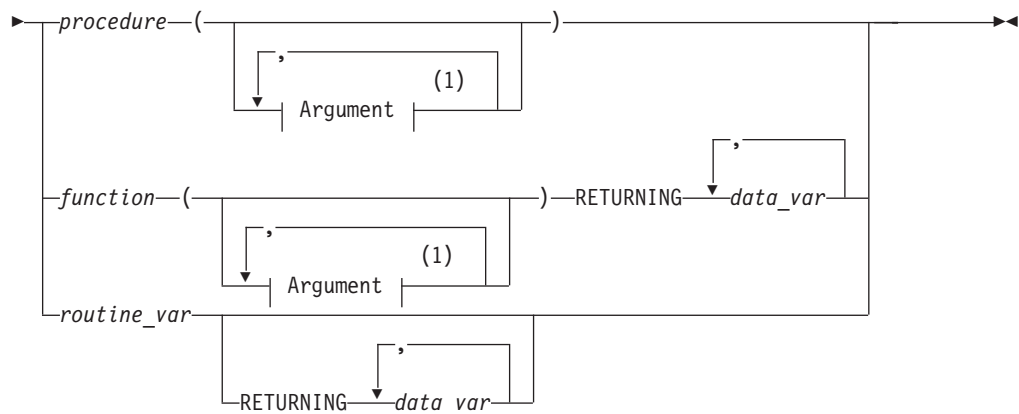 procedure ( )
,
(1)
Argument
,
function ( ) RETURNING data_var
,
(1)
Argument
routine_var
,
RETURNING data_var